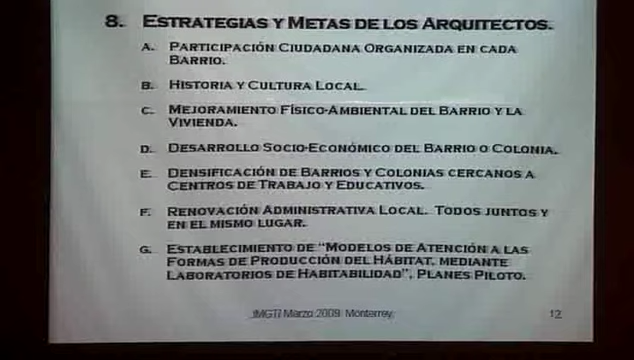 8. ESTRATEGIAS Y METAS DE LOS ARQUITECTOS.
A. PARTICIPACIÓN CIUDADANA ORGANIZADA EN CADA
BARRIO.
B. HISTORIA Y CULTURA LOCAL.
C. MEJORAMIENTO FÍSICO-AMBIENTAL DEL BARRIO Y LA
VIVIENDA.
D. DESARROLLO SOCIO-ECONÓMICO DEL BARRIO O COLONIA.
E. DENSIFICACIÓN DE BARRIOS Y COLONIAS CERCANOS A
CENTROS DE TRABAJO Y EDUCATIVOS.
F. RENOVACIÓN ADMINISTRATIVA LOCAL. TODOS JUNTOS Y
EN EL MISMO LUGAR.
G. ESTABLECIMIENTO DE "MODELOS DE ATENCIÓN A LAS
FORMAS DE PRODUCCIÓN DEL HÁBITAT, MEDIANTE
LABORATORIOS DE HABITABILIDAD", PLANES PILOTO.
JMGT/ Marzo 2009. Monterrey. 12